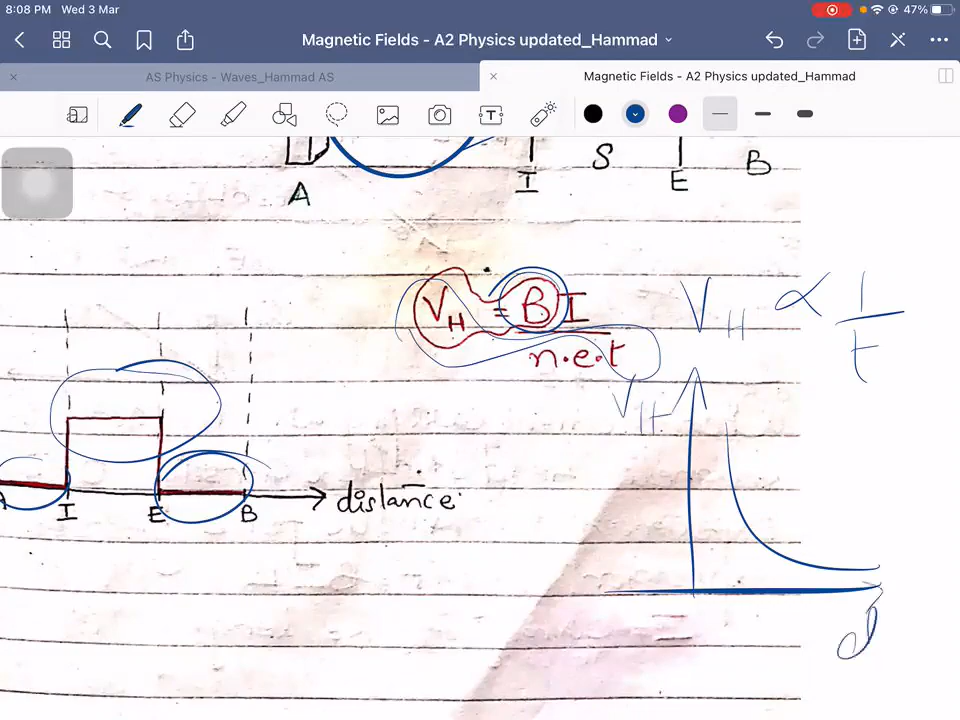 8:08 PM Wed 3 Mar
47%
Magnetic Fields - A2 Physics updated_Hammad
AS Physics - Waves_Hammad AS
Magnetic Fields - A2 Physics updated_Hammad
A
I
S
E
B
V_H = B I
n.e.t
V_H ∝ 1
t
V_H
A
I
E
B
distance
d